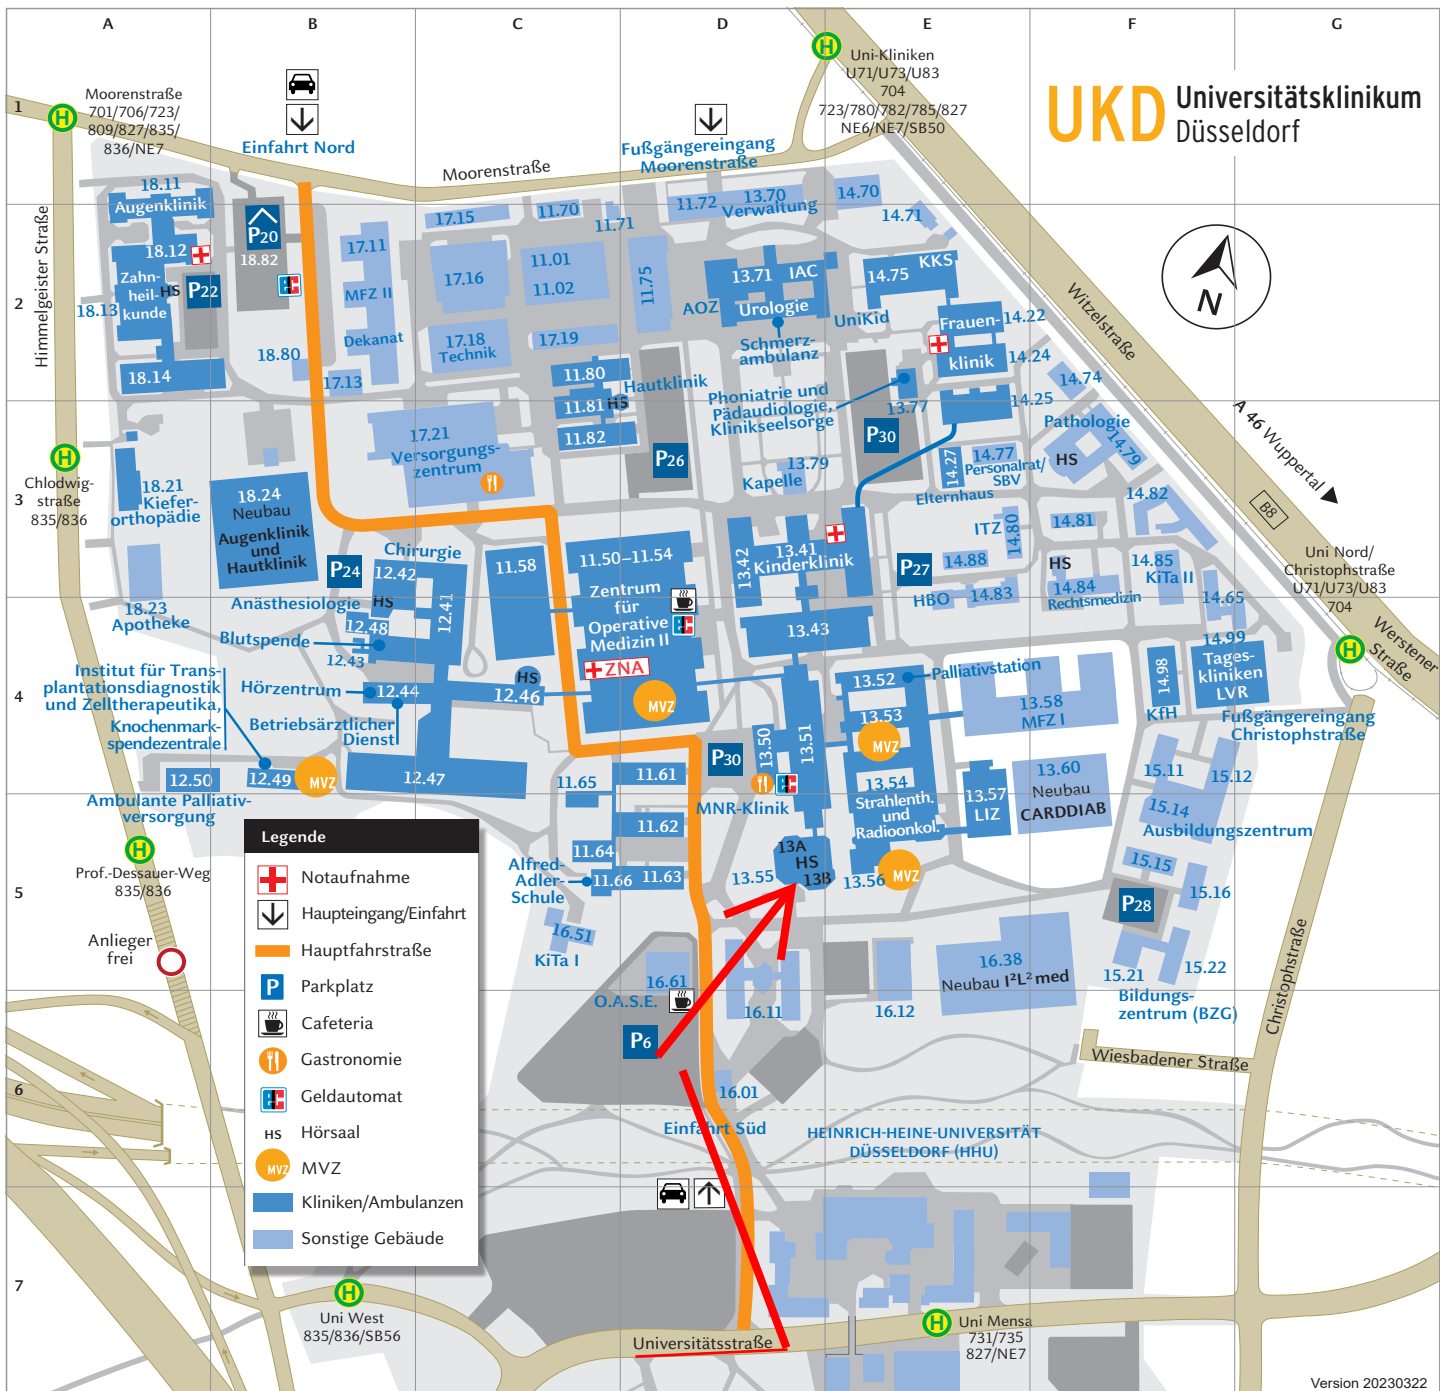 A B C D E F G
1
2
3
4
5
6
7
UKD Universitätsklinikum
Düsseldorf
N
Moorenstraße
701/706/723/
809/827/835/
836/NE7
Einfahrt Nord
Moorenstraße
Fußgängereingang
Moorenstraße
Uni-Kliniken
U71/U73/U83
704
723/780/782/785/827
NE6/NE7/SB50
H
Himmelgeister Straße
18.11
Augenklinik
18.12
Zahn-
heil-
kunde
HS
P22
18.13
18.14
P20
18.82
18.80
17.11
MFZ II
Dekanat
17.13
17.15
17.16
17.18
Technik
11.70
11.71
11.01
11.02
17.19
11.75
11.72
13.70
Verwaltung
14.70
14.71
13.71
IAC
AOZ
Urologie
Schmerz-
ambulanz
14.75
KKS
UniKid
Frauen-
klinik
14.22
14.24
14.25
14.74
Witzelstraße
A 46 Wuppertal
B8
11.80
11.81
HS
11.82
Hautklinik
P26
Phoniatrie und
Pädaudiologie,
Klinikseelsorge
13.77
P30
13.79
Kapelle
14.27
14.77
Personalrat/
SBV
Elternhaus
Pathologie
HS
14.79
14.82
ITZ
14.80
14.81
14.88
HS
14.84
Rechtsmedizin
14.85
KiTa II
HBO
14.83
14.65
P27
H
Chlodwig-
straße
835/836
18.21
Kiefer-
orthopädie
18.23
Apotheke
18.24
Neubau
Augenklinik
und
Hautklinik
17.21
Versorgungs-
zentrum
P24
Chirurgie
12.42
HS
12.41
Anästhesiologie
12.48
Blutspende
12.43
Hörzentrum
12.44
Betriebsärztlicher
Dienst
Institut für Trans-
plantationsdiagnostik
und Zelltherapeutika,
Knochenmark-
spendezentrale
12.50
12.49
MVZ
12.47
Ambulante Palliativ-
versorgung
11.58
HS
12.46
11.50–11.54
Zentrum
für
Operative
Medizin II
ZNA
MVZ
13.42
13.41
Kinderklinik
13.43
13.52
Palliativstation
13.53
MVZ
13.58
MFZ I
13.50
13.51
13.54
Strahlenth.
und
Radioonkol.
13.57
LIZ
13.60
Neubau
CARDDIAB
P30
MNR-Klinik
13A
HS
13B
13.55
13.56
MVZ
14.98
KfH
14.99
Tages-
kliniken
LVR
Fußgängereingang
Christophstraße
Uni Nord/
Christophstraße
U71/U73/U83
704
H
Werstener
Straße
15.11
15.12
15.14
Ausbildungszentrum
15.15
15.16
P28
15.21
15.22
Bildungs-
zentrum (BZG)
11.65
11.61
11.62
11.64
11.66
11.63
Alfred-
Adler-
Schule
16.51
KiTa I
16.61
O.A.S.E.
P6
16.11
16.12
16.38
Neubau I²L²med
16.01
Einfahrt Süd
Christophstraße
Wiesbadener Straße
HEINRICH-HEINE-UNIVERSITÄT
DÜSSELDORF (HHU)
H
Prof.-Dessauer-Weg
835/836
Anlieger
frei
Legende
Notaufnahme
Haupteingang/Einfahrt
Hauptfahrstraße
P Parkplatz
Cafeteria
Gastronomie
Geldautomat
HS Hörsaal
MVZ MVZ
Kliniken/Ambulanzen
Sonstige Gebäude
H
Uni West
835/836/SB56
Universitätsstraße
H
Uni Mensa
731/735
827/NE7
Version 20230322